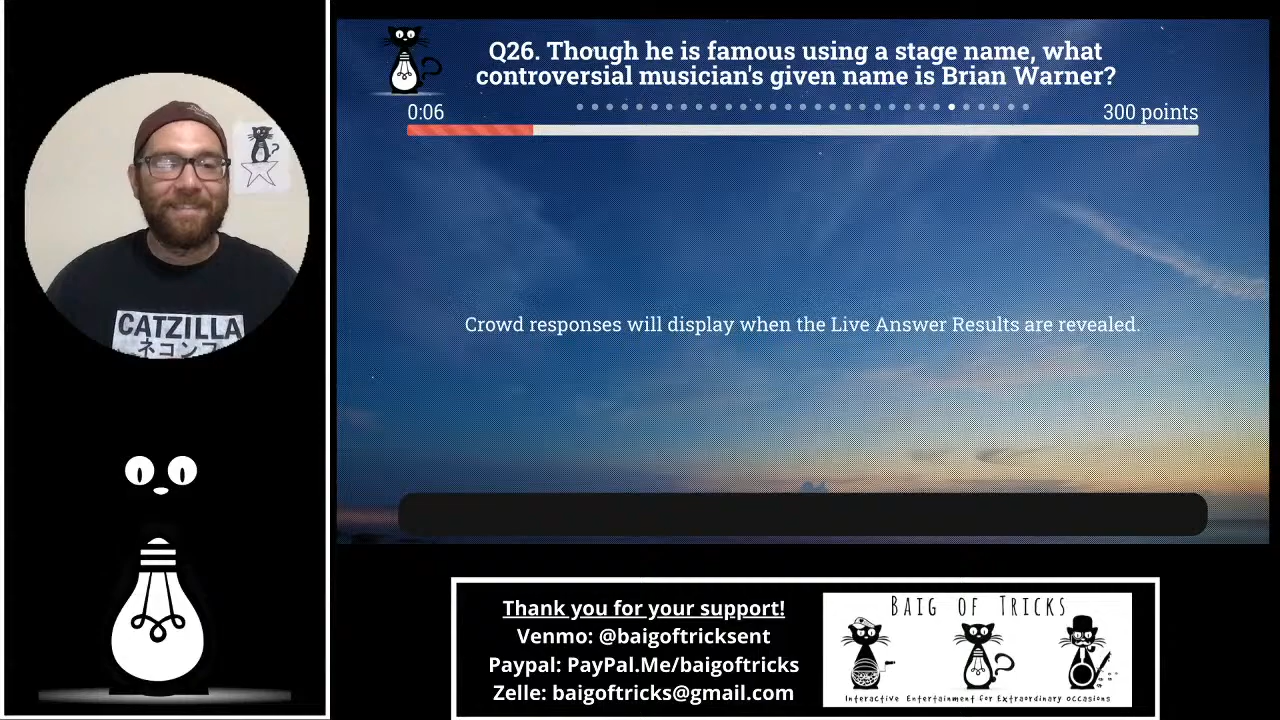 Q26. Though he is famous using a stage name, what
controversial musician's given name is Brian Warner?
0:06
300 points
Crowd responses will display when the Live Answer Results are revealed.
CATZILLA
Thank you for your support!
Venmo: @baigoftricksent
Paypal: PayPal.Me/baigoftricks
Zelle: baigoftricks@gmail.com
BAIG OF TRICKS
Interactive Entertainment for Extraordinary occasions